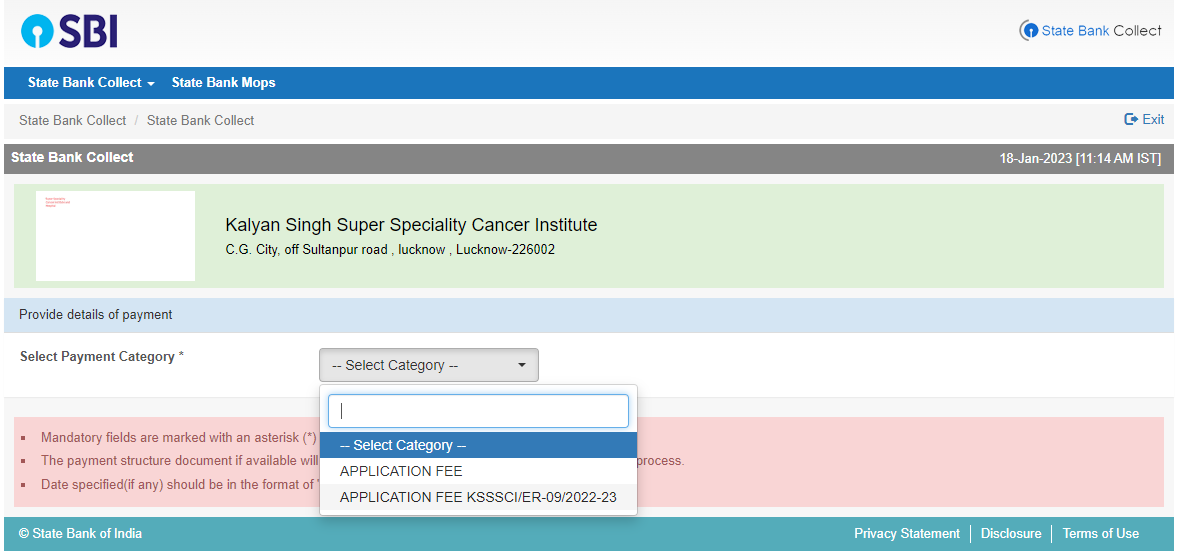 SBI
State Bank Collect
State Bank Collect State Bank Mops
State Bank Collect / State Bank Collect
Exit
State Bank Collect
18-Jan-2023 [11:14 AM IST]
Kalyan Singh Super Speciality Cancer Institute
C.G. City, off Sultanpur road , lucknow , Lucknow-226002
Provide details of payment
Select Payment Category *
-- Select Category --
-- Select Category --
APPLICATION FEE
APPLICATION FEE KSSSCI/ER-09/2022-23
Mandatory fields are marked with an asterisk (*)
The payment structure document if available will process.
Date specified(if any) should be in the format of '
© State Bank of India
Privacy Statement | Disclosure | Terms of Use